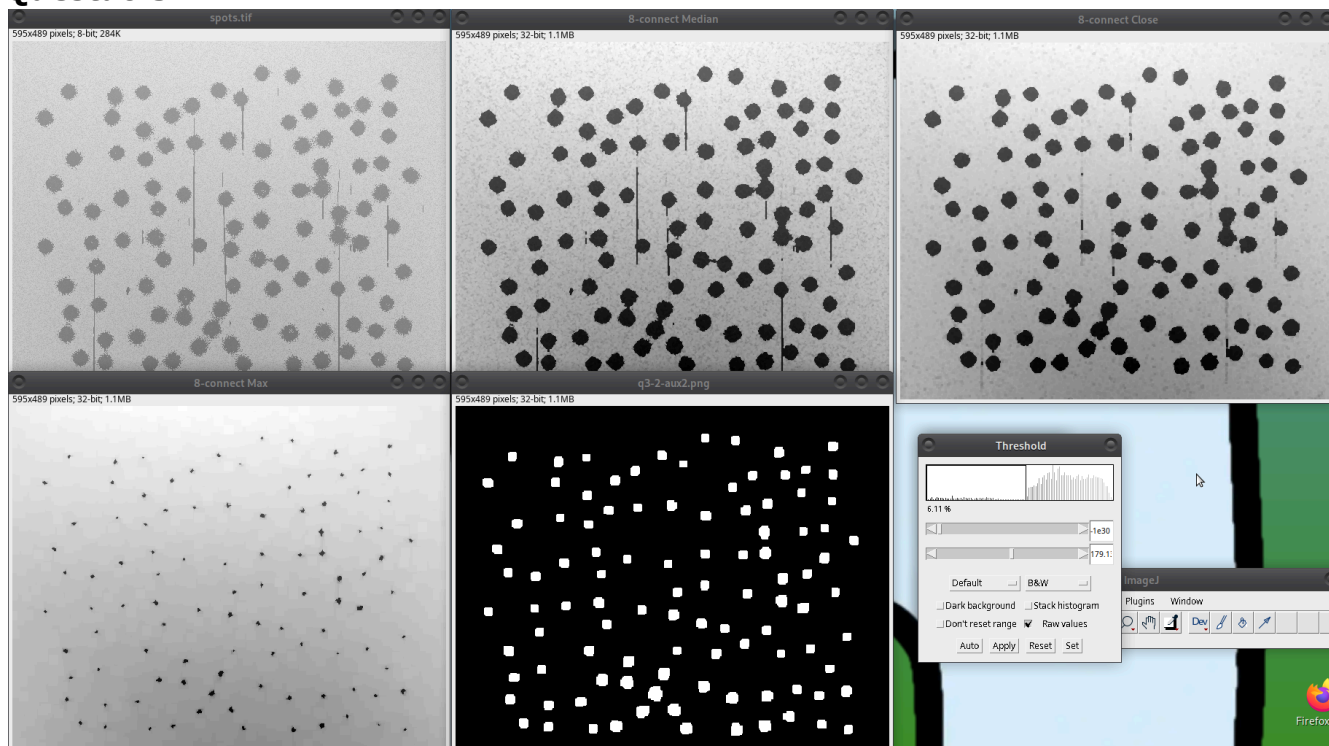 spots.tif
595x489 pixels; 8-bit; 284K
8-connect Median
595x489 pixels; 32-bit; 1.1MB
8-connect Close
595x489 pixels; 32-bit; 1.1MB
8-connect Max
595x489 pixels; 32-bit; 1.1MB
q3-2-aux2.png
595x489 pixels; 32-bit; 1.1MB
Threshold
6.11 %
-1e30
179.1
Default
B&W
Dark background
Stack histogram
Don't reset range
Raw values
Auto
Apply
Reset
Set
ImageJ
Plugins
Window
Dev
Firefox